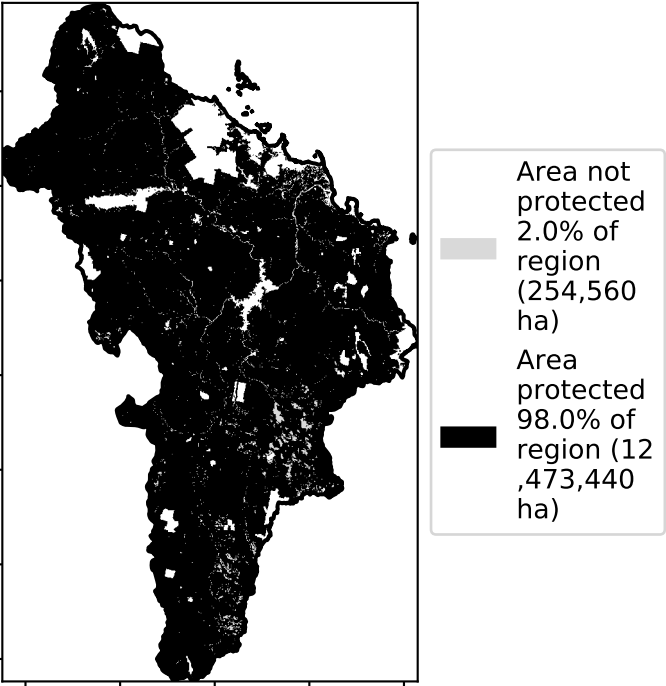 Area not
protected
2.0% of
region
(254,560
ha)
Area
protected
98.0% of
region (12
,473,440
ha)